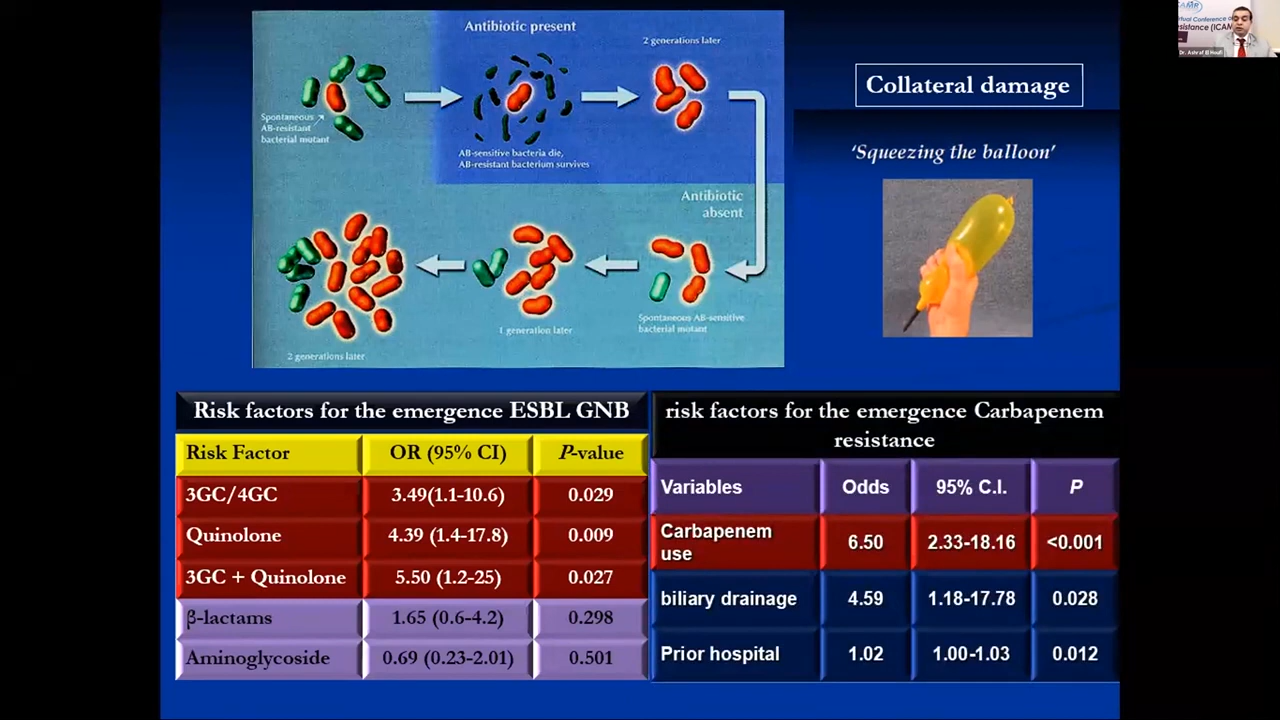 Antibiotic present
2 generations later
Spontaneous
AB-resistant
bacterial mutant
AB-sensitive bacteria die,
AB-resistant bacterium survives
Antibiotic
absent
Spontaneous AB-sensitive
bacterial mutant
1 generation later
2 generations later
Collateral damage
'Squeezing the balloon'
Dr. Ashraf El Houfi
Risk factors for the emergence ESBL GNB
Risk Factor OR (95% CI) P-value
3GC/4GC 3.49(1.1-10.6) 0.029
Quinolone 4.39 (1.4-17.8) 0.009
3GC + Quinolone 5.50 (1.2-25) 0.027
β-lactams 1.65 (0.6-4.2) 0.298
Aminoglycoside 0.69 (0.23-2.01) 0.501
risk factors for the emergence Carbapenem
resistance
Variables Odds 95% C.I. P
Carbapenem
use 6.50 2.33-18.16 <0.001
biliary drainage 4.59 1.18-17.78 0.028
Prior hospital 1.02 1.00-1.03 0.012